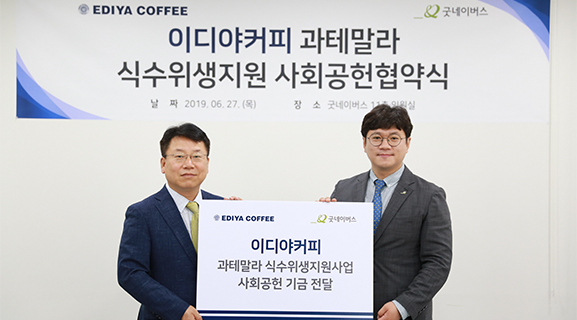 EDIYA COFFEE 굿네이버스
이디야커피 과테말라
식수위생지원 사회공헌협약식
날 짜 2019. 06. 27. (목) 장 소 굿네이버스 11층
EDIYA COFFEE 굿네이버스
이디야커피
과테말라 식수위생지원사업
사회공헌 기금 전달